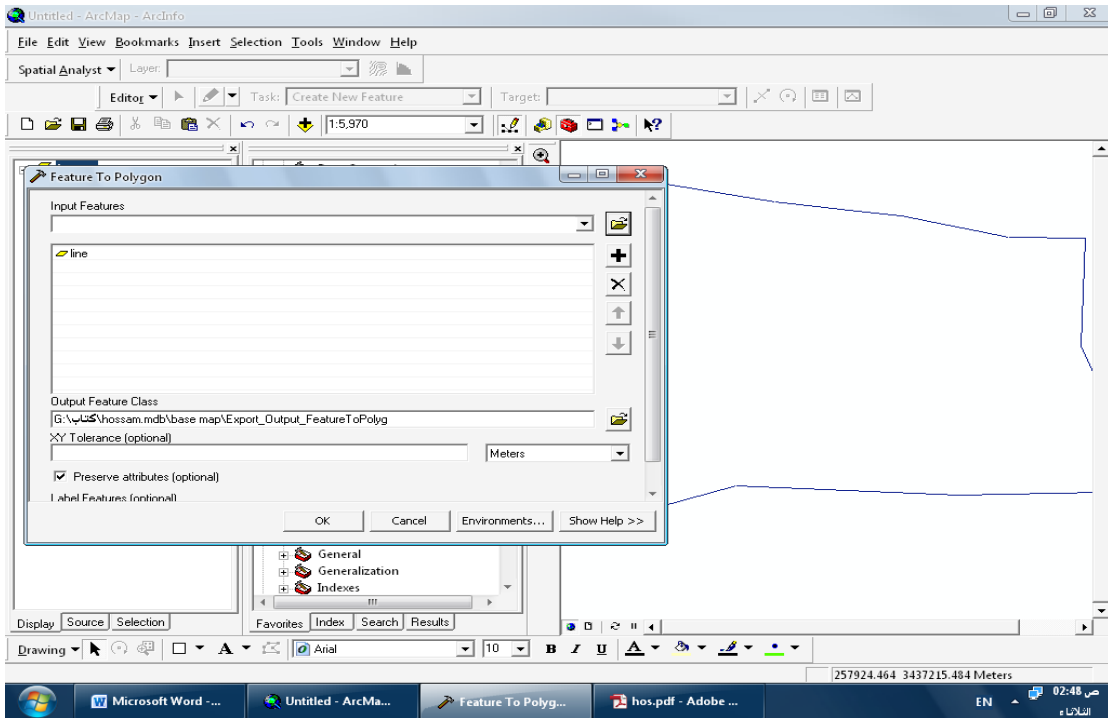 Untitled - ArcMap - ArcInfo
File Edit View Bookmarks Insert Selection Tools Window Help
Spatial Analyst Layer:
Editor Task: Create New Feature Target:
1:5,970
Feature To Polygon
Input Features
line
Output Feature Class
G:\كتاب\hossam.mdb\base map\Export_Output_FeatureToPolyg
XY Tolerance (optional)
Meters
Preserve attributes (optional)
Label Features (optional)
OK Cancel Environments... Show Help >>
General
Generalization
Indexes
Display Source Selection
Favorites Index Search Results
Drawing A Arial 10 B I U A
257924.464 3437215.484 Meters
Microsoft Word -... Untitled - ArcMa... Feature To Polyg... hos.pdf - Adobe ... EN 02:48 ص
الثلاثاء